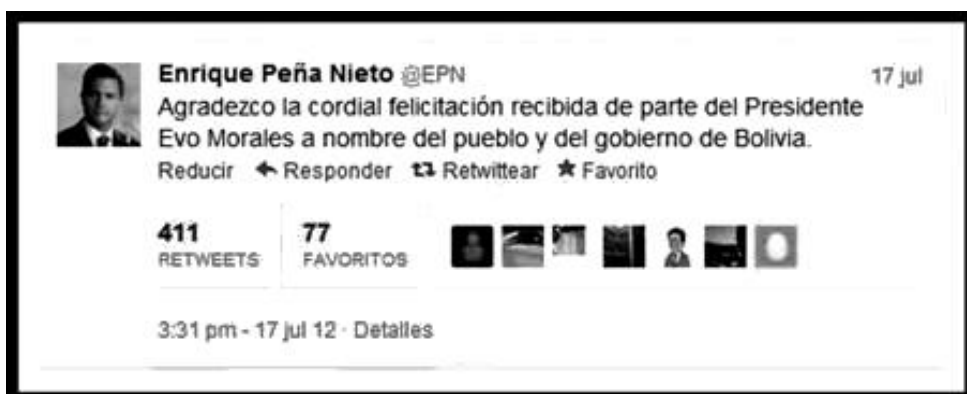 Enrique Peña Nieto @EPN 17 jul
Agradezco la cordial felicitación recibida de parte del Presidente
Evo Morales a nombre del pueblo y del gobierno de Bolivia.
Reducir Responder Retwittear Favorito
411 77
RETWEETS FAVORITOS
3:31 pm - 17 jul 12 · Detalles